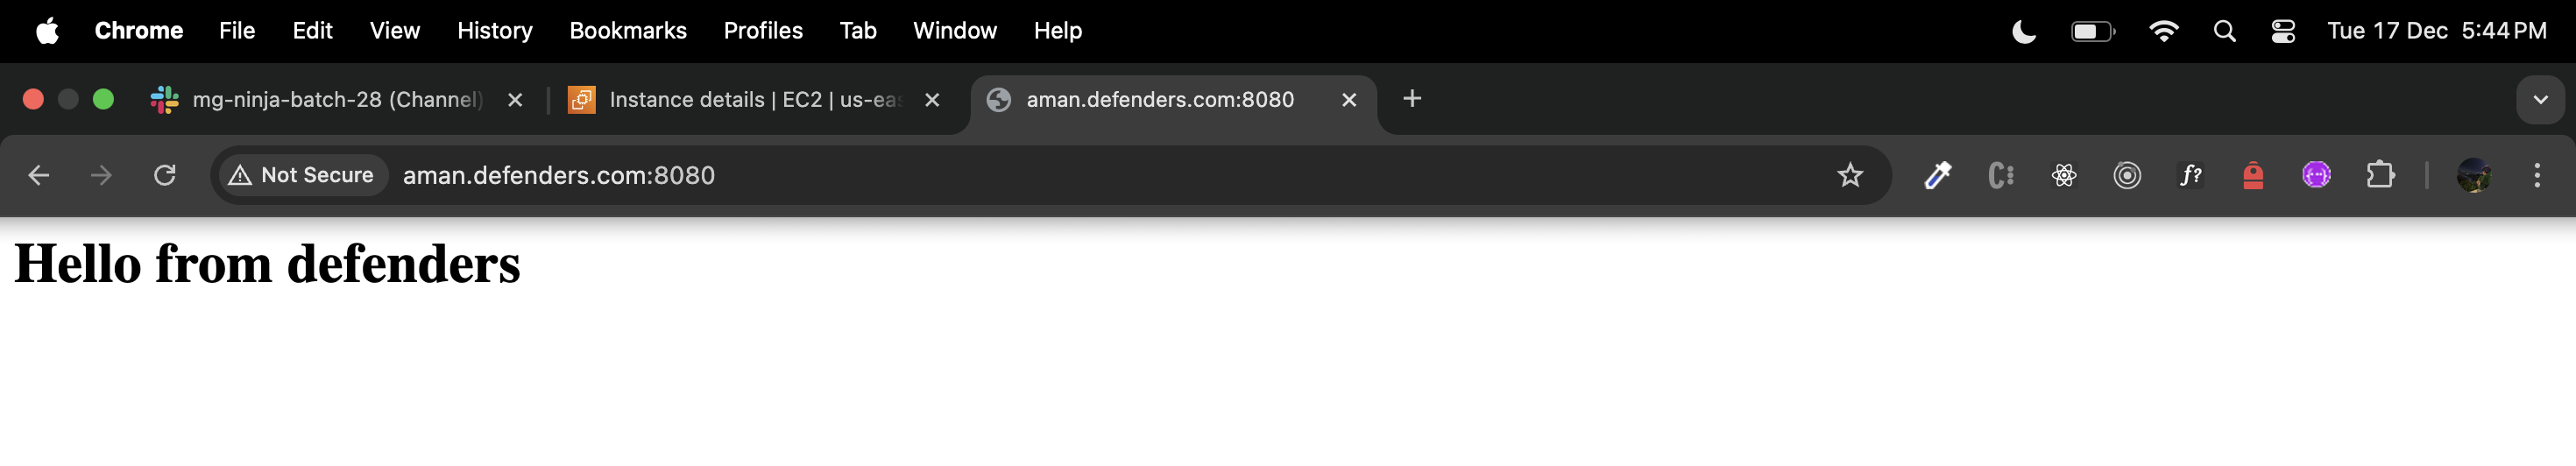 Chrome File Edit View History Bookmarks Profiles Tab Window Help Tue 17 Dec 5:44 PM
mg-ninja-batch-28 (Channel) Instance details | EC2 | us-eas aman.defenders.com:8080
Not Secure aman.defenders.com:8080 f?
Hello from defenders